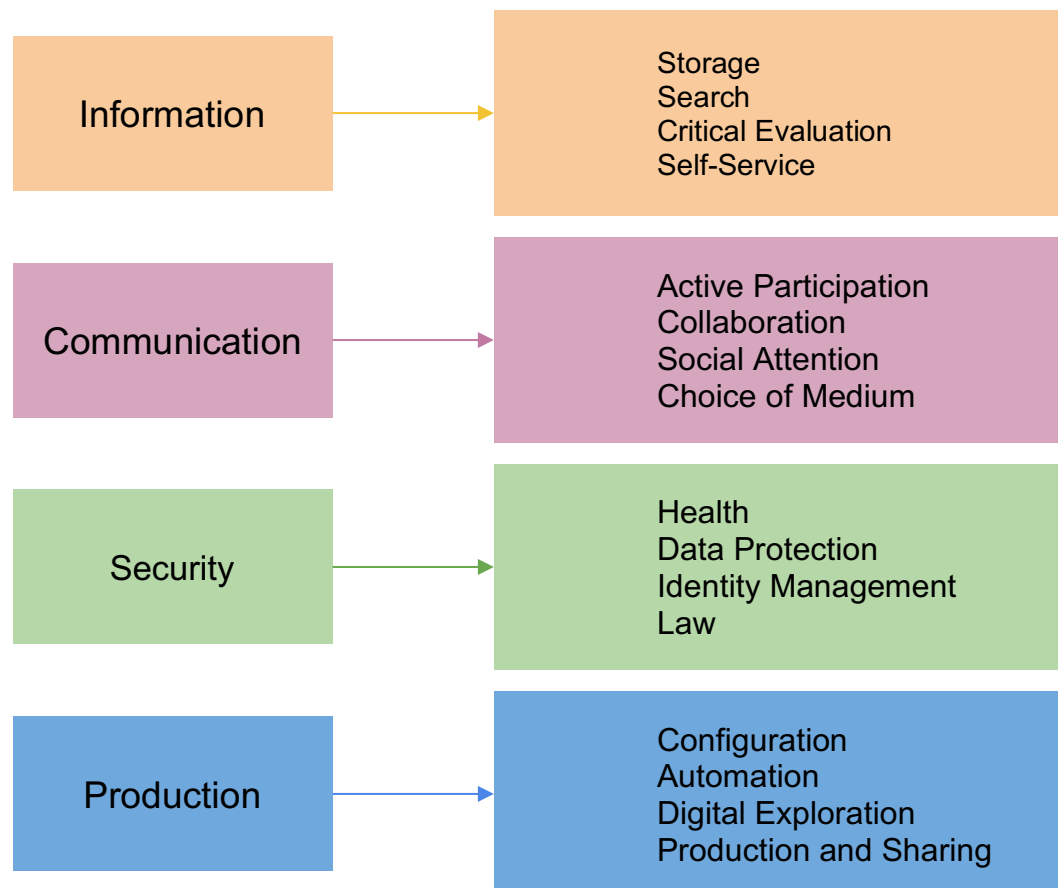 Information
Storage
Search
Critical Evaluation
Self-Service
Communication
Active Participation
Collaboration
Social Attention
Choice of Medium
Security
Health
Data Protection
Identity Management
Law
Production
Configuration
Automation
Digital Exploration
Production and Sharing